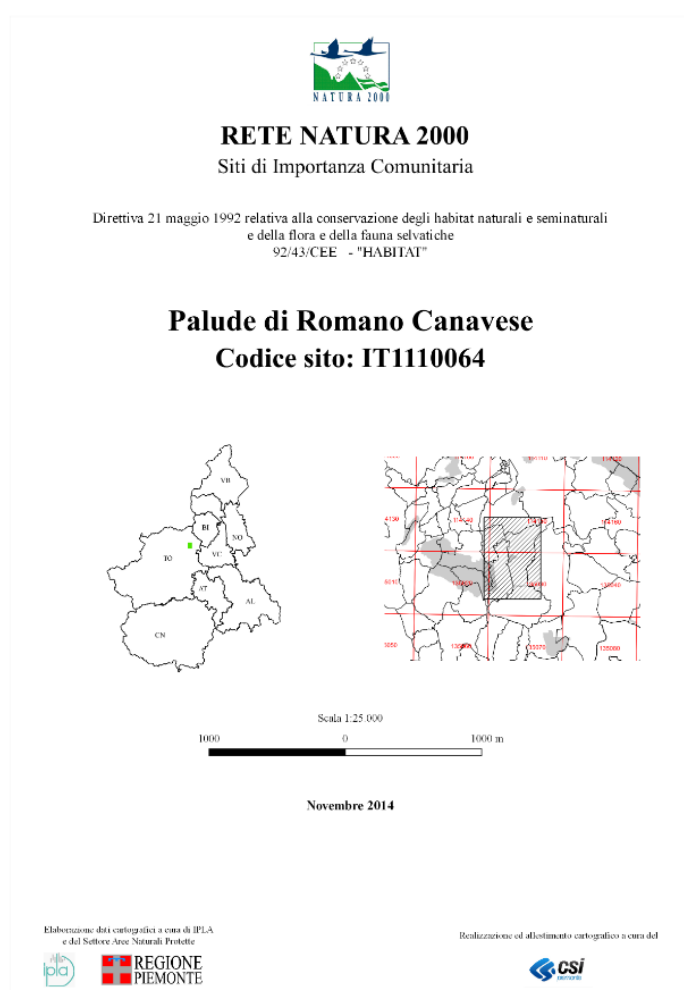 NATURA 2000
RETE NATURA 2000
Siti di Importanza Comunitaria
Direttiva 21 maggio 1992 relativa alla conservazione degli habitat naturali e seminaturali
e della flora e della fauna selvatiche
92/43/CEE - "HABITAT"
Palude di Romano Canavese
Codice sito: IT1110064
VB
BI
NO
TO
VC
AT
AL
CN
Scala 1:25.000
1000 0 1000 m
Novembre 2014
Elaborazione dati cartografici a cura di IPLA
e del Settore Aree Naturali Protette
Realizzazione ed allestimento cartografico a cura del
ipla
REGIONE
PIEMONTE
CSI